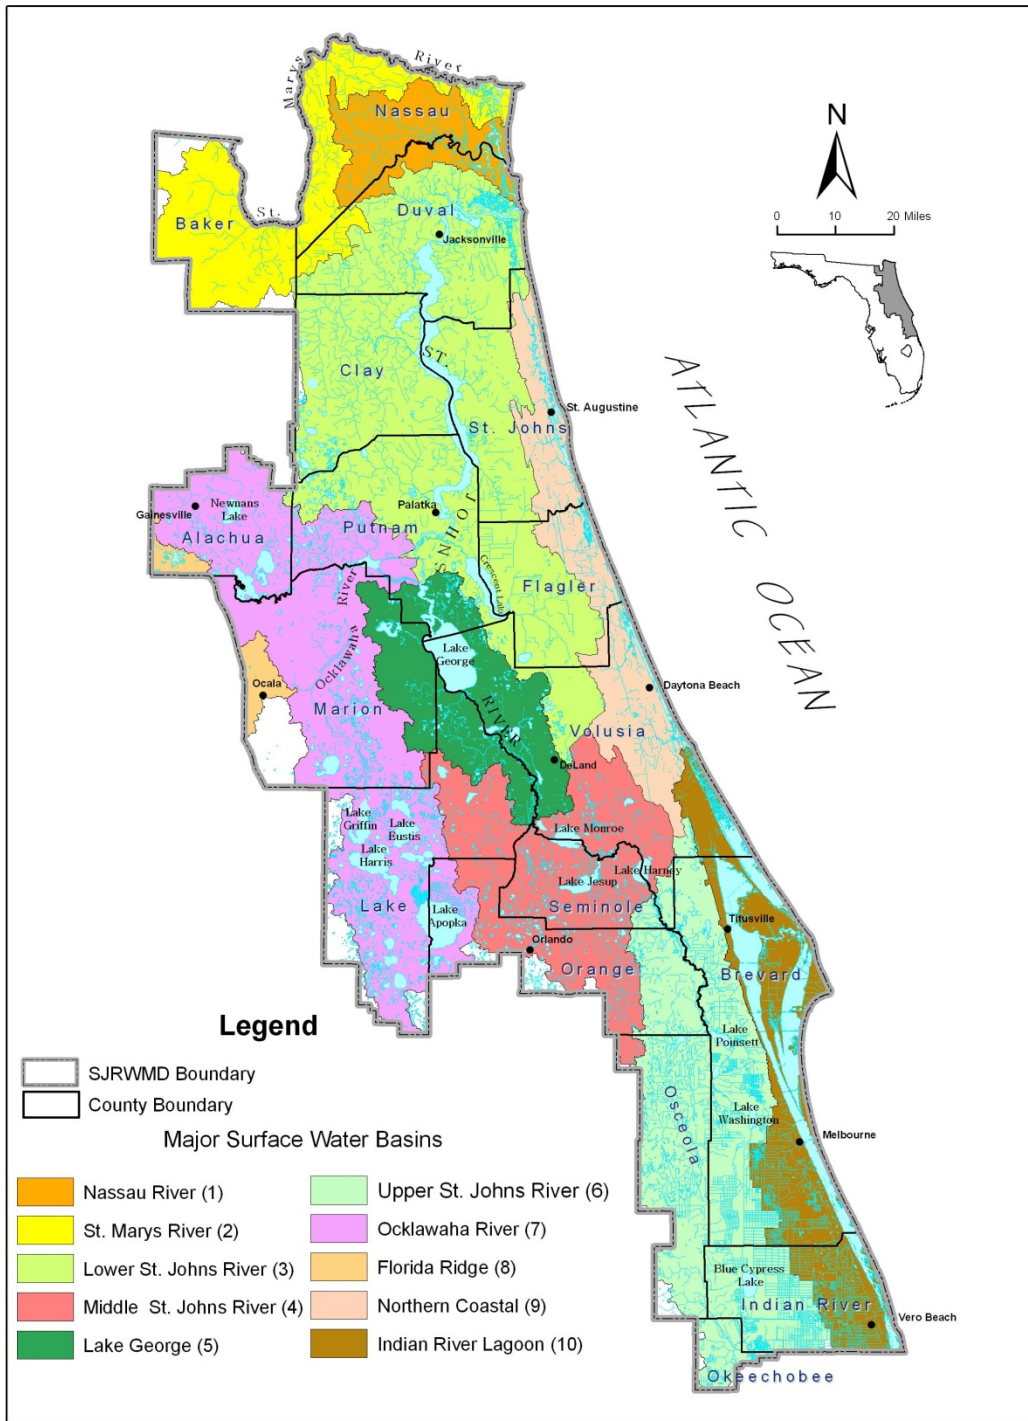 Marys
River
Nassau
N
Baker
St.
Duval
Jacksonville
0 10 20 Miles
Clay
ST.
St. Johns
St. Augustine
ATLANTIC
OCEAN
Newnans
Lake
Gainesville
Alachua
Palatka
Putnam
JOHNS
River
Ocklawaha
Crescent Lake
Flagler
Lake
George
Ocala
Marion
RIVER
Daytona Beach
Volusia
DeLand
Lake
Griffin
Lake
Eustis
Lake
Harris
Lake Monroe
Lake Harney
Lake Jesup
Seminole
Lake
Lake
Apopka
Titusville
Orlando
Orange
Brevard
Lake
Poinsett
Osceola
Lake
Washington
Melbourne
Blue Cypress
Lake
Indian River
Vero Beach
Okeechobee
Legend
SJRWMD Boundary
County Boundary
Major Surface Water Basins
Nassau River (1)
St. Marys River (2)
Lower St. Johns River (3)
Middle St. Johns River (4)
Lake George (5)
Upper St. Johns River (6)
Ocklawaha River (7)
Florida Ridge (8)
Northern Coastal (9)
Indian River Lagoon (10)